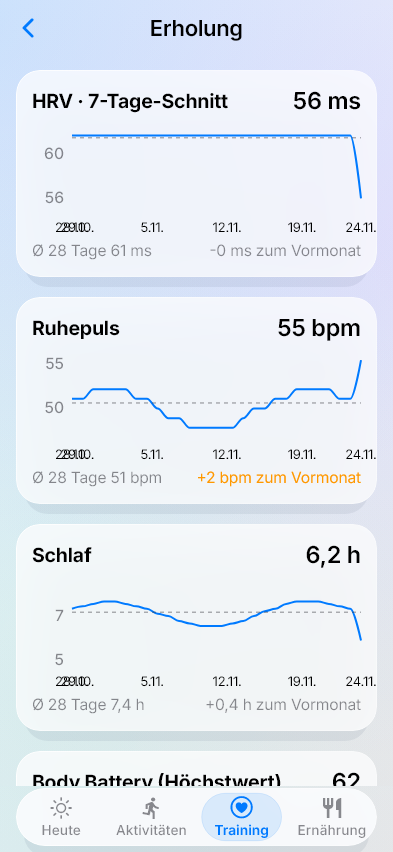 Erholung
HRV · 7-Tage-Schnitt 56 ms
60
56
5.11. 12.11. 19.11. 24.11.
Ø 28 Tage 61 ms -0 ms zum Vormonat
Ruhepuls 55 bpm
55
50
5.11. 12.11. 19.11. 24.11.
Ø 28 Tage 51 bpm +2 bpm zum Vormonat
Schlaf 6,2 h
7
5
5.11. 12.11. 19.11. 24.11.
Ø 28 Tage 7,4 h +0,4 h zum Vormonat
Body Battery (Höchstwert) 62
Heute Aktivitäten Training Ernährung